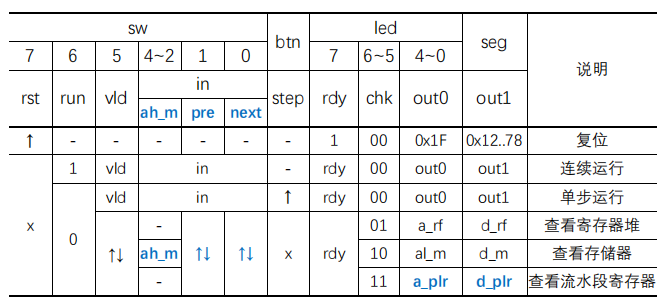 sw btn led seg 说明
7 6 5 4~2 1 0 7 6~5 4~0
rst run vld in step rdy chk out0 out1
ah_m pre next
↑ - - - - - - 1 00 0x1F 0x12..78 复位
x 1 vld in - rdy 00 out0 out1 连续运行
0 vld in ↑ rdy 00 out0 out1 单步运行
↑↓ - ↑↓ ↑↓ x rdy 01 a_rf d_rf 查看寄存器堆
ah_m 10 al_m d_m 查看存储器
- 11 a_plr d_plr 查看流水段寄存器